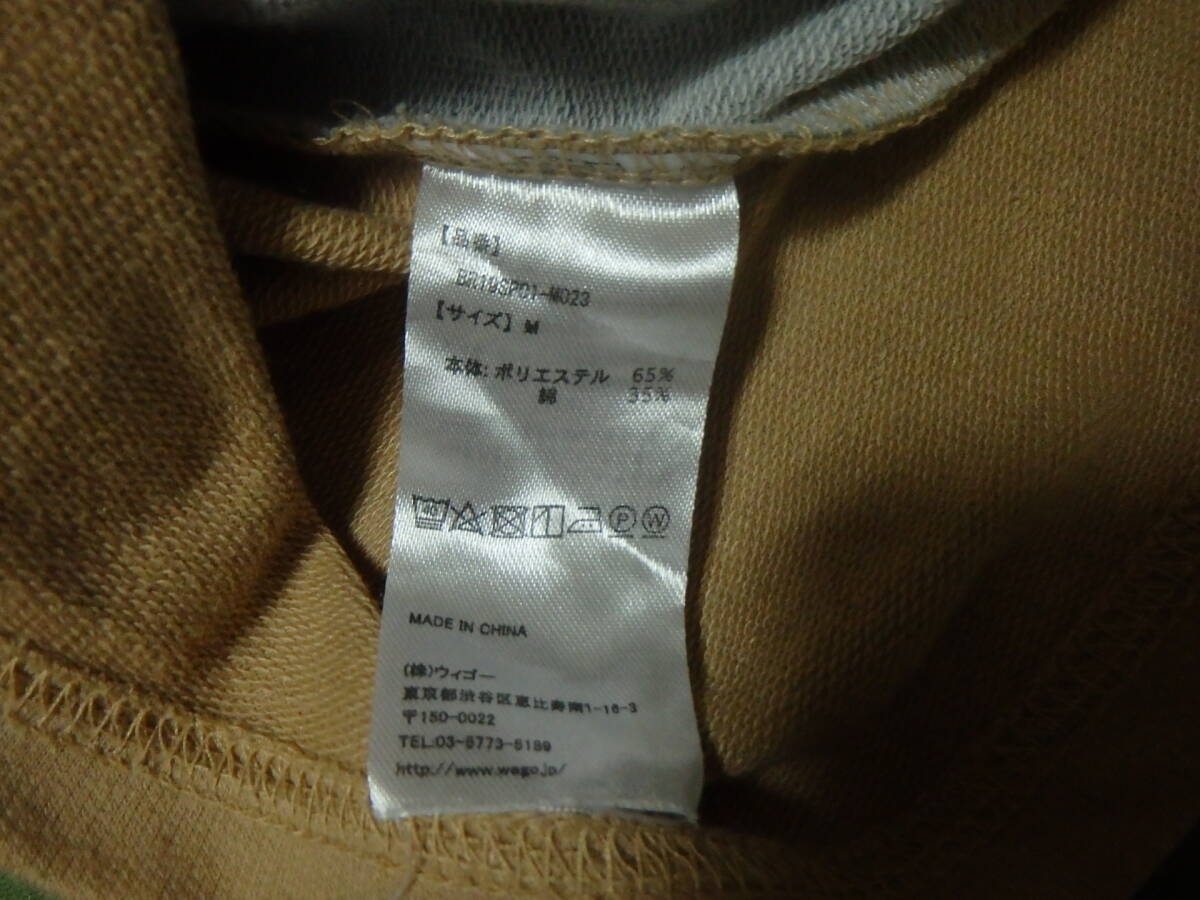 【品番】
BR19SP01-M023
【サイズ】M
本体:ポリエステル 65%
綿 35%
P W
MADE IN CHINA
(株)ウィゴー
東京都渋谷区恵比寿南1-16-3
〒150-0022
TEL:03-5773-5189
http://www.wego.jp/